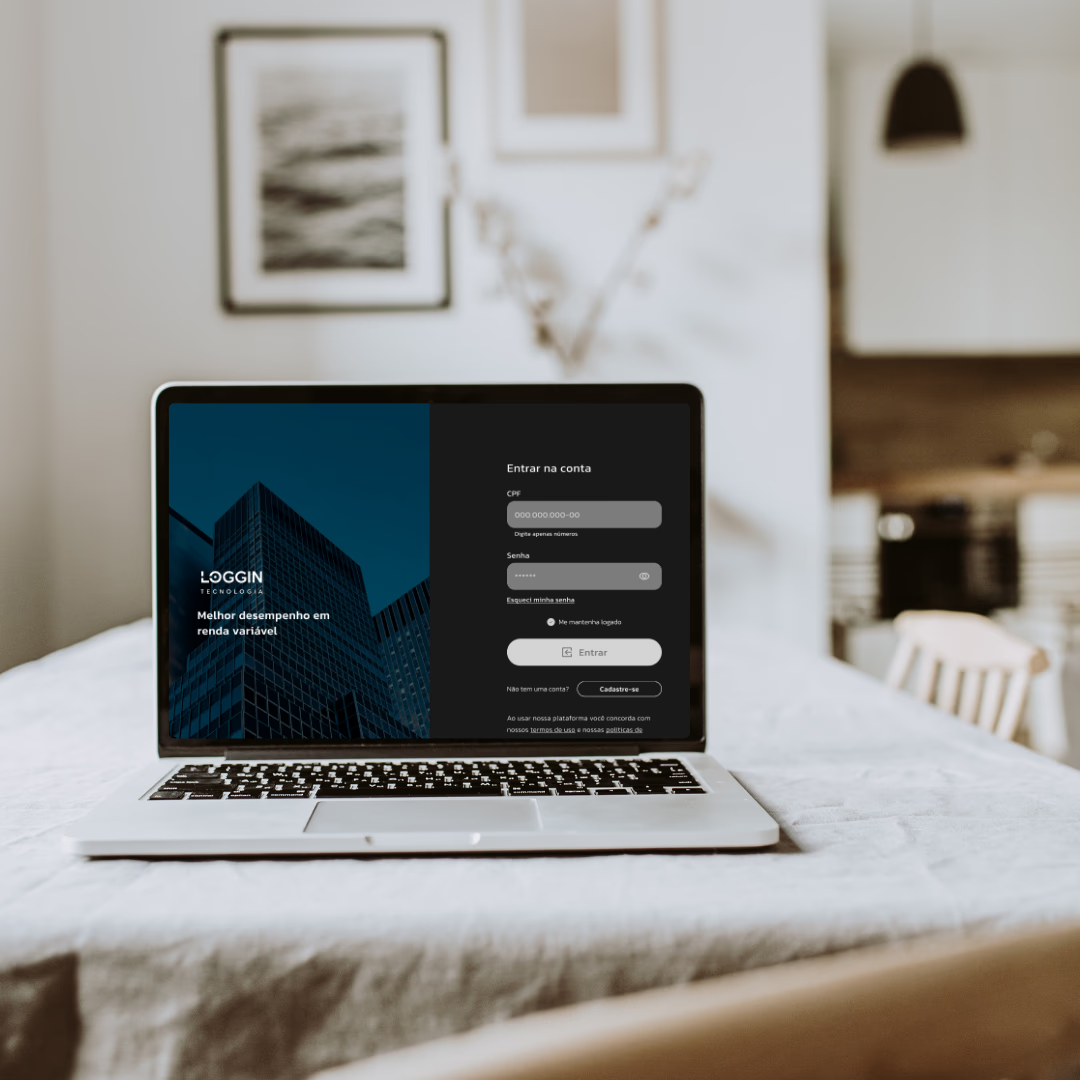 LOGGIN
TECNOLOGIA
Melhor desempenho em
renda variável
Entrar na conta
CPF
000.000.000-00
Digite apenas números
Senha
••••••
Esqueci minha senha
Me mantenha logado
Entrar
Não tem uma conta? Cadastre-se
Ao usar nossa plataforma você concorda com
nossos termos de uso e nossas políticas de